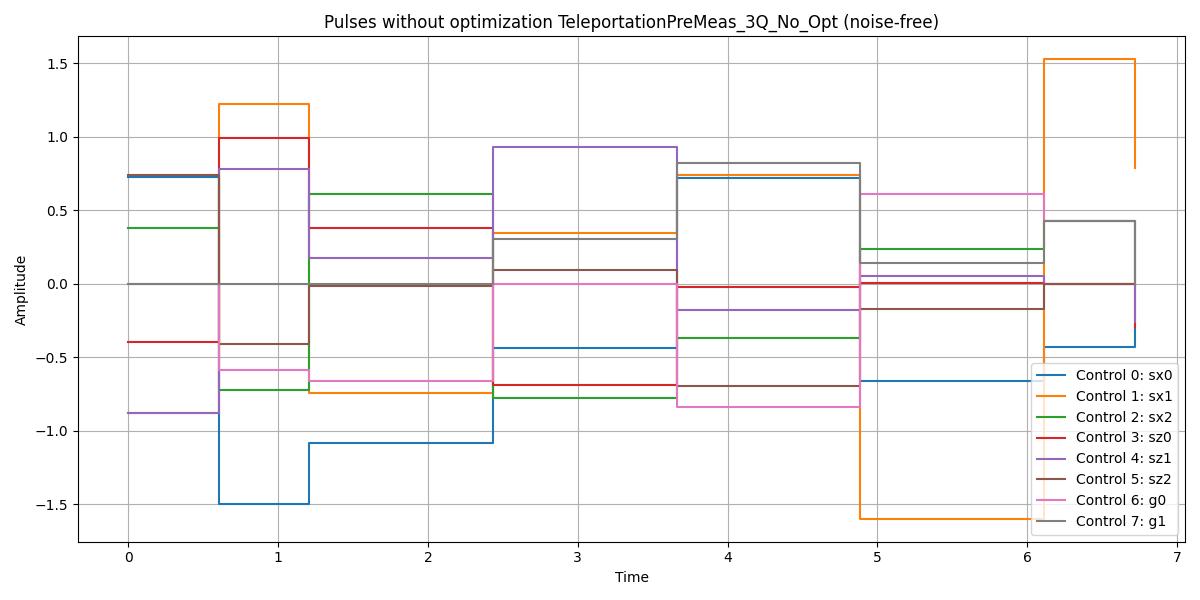 Pulses without optimization TeleportationPreMeas_3Q_No_Opt (noise-free)
Amplitude
1.5
1.0
0.5
0.0
−0.5
−1.0
−1.5
Control 0: sx0
Control 1: sx1
Control 2: sx2
Control 3: sz0
Control 4: sz1
Control 5: sz2
Control 6: g0
Control 7: g1
0 1 2 3 4 5 6 7
Time